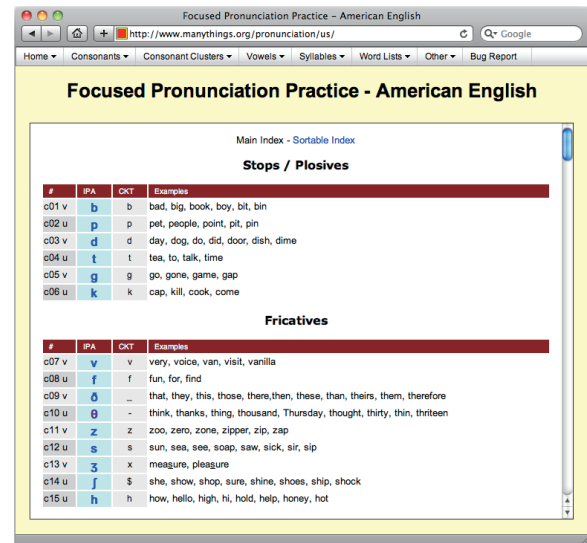 Focused Pronunciation Practice – American English
http://www.manythings.org/pronunciation/us/
Google
Home Consonants Consonant Clusters Vowels Syllables Word Lists Other Bug Report
Focused Pronunciation Practice - American English
Main Index - Sortable Index
Stops / Plosives
# IPA CKT Examples
c01 v b b bad, big, book, boy, bit, bin
c02 u p p pet, people, point, pit, pin
c03 v d d day, dog, do, did, door, dish, dime
c04 u t t tea, to, talk, time
c05 v g g go, gone, game, gap
c06 u k k cap, kill, cook, come
Fricatives
# IPA CKT Examples
c07 v v v very, voice, van, visit, vanilla
c08 u f f fun, for, find
c09 v ð _ that, they, this, those, there,then, these, than, theirs, them, therefore
c10 u θ - think, thanks, thing, thousand, Thursday, thought, thirty, thin, thriteen
c11 v z z zoo, zero, zone, zipper, zip, zap
c12 u s s sun, sea, see, soap, saw, sick, sir, sip
c13 v ʒ x measure, pleasure
c14 u ʃ $ she, show, shop, sure, shine, shoes, ship, shock
c15 u h h how, hello, high, hi, hold, help, honey, hot